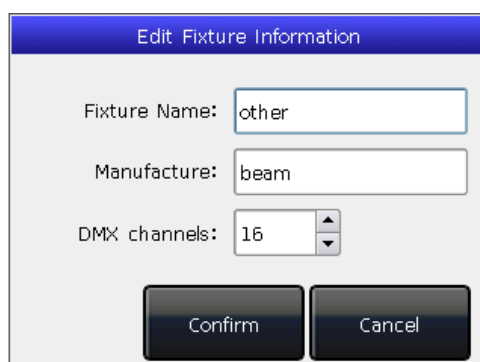 Edit Fixture Information
Fixture Name: other
Manufacture: beam
DMX channels: 16
Confirm Cancel